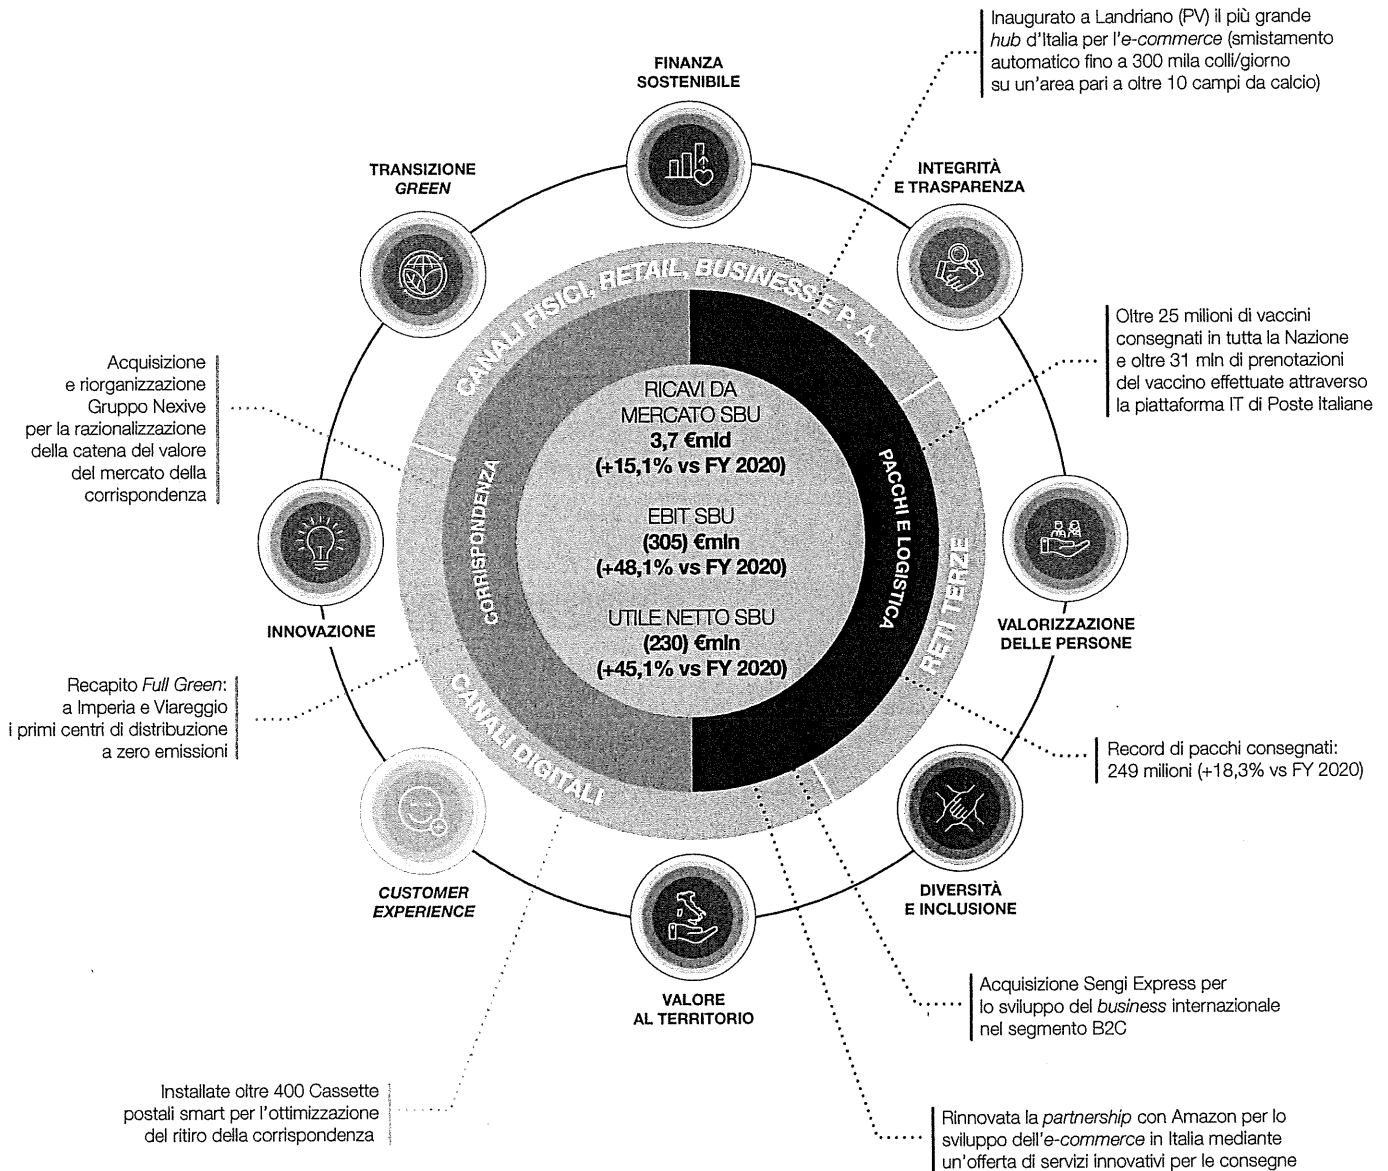 Inaugurato a Landriano (PV) il più grande
hub d'Italia per l'e-commerce (smistamento
automatico fino a 300 mila colli/giorno
su un'area pari a oltre 10 campi da calcio)
FINANZA
SOSTENIBILE
TRANSIZIONE
GREEN
INTEGRITÀ
E TRASPARENZA
CANALI FISICI, RETAIL, BUSINESS E P. A.
Oltre 25 milioni di vaccini
consegnati in tutta la Nazione
e oltre 31 mln di prenotazioni
del vaccino effettuate attraverso
la piattaforma IT di Poste Italiane
Acquisizione
e riorganizzazione
Gruppo Nexive
per la razionalizzazione
della catena del valore
del mercato della
corrispondenza
RICAVI DA
MERCATO SBU
3,7 €mld
(+15,1% vs FY 2020)
EBIT SBU
(305) €mln
(+48,1% vs FY 2020)
UTILE NETTO SBU
(230) €mln
(+45,1% vs FY 2020)
CORRISPONDENZA
PACCHI E LOGISTICA
RETI TERZE
CANALI DIGITALI
INNOVAZIONE
VALORIZZAZIONE
DELLE PERSONE
Recapito Full Green:
a Imperia e Viareggio
i primi centri di distribuzione
a zero emissioni
Record di pacchi consegnati:
249 milioni (+18,3% vs FY 2020)
CUSTOMER
EXPERIENCE
DIVERSITÀ
E INCLUSIONE
VALORE
AL TERRITORIO
Acquisizione Sengi Express per
lo sviluppo del business internazionale
nel segmento B2C
Installate oltre 400 Cassette
postali smart per l'ottimizzazione
del ritiro della corrispondenza
Rinnovata la partnership con Amazon per lo
sviluppo dell'e-commerce in Italia mediante
un'offerta di servizi innovativi per le consegne